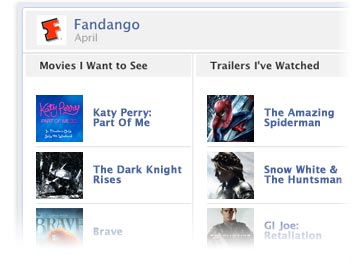 Fandango
April
Movies I Want to See
Katy Perry:
Part Of Me
The Dark Knight
Rises
Brave
Trailers I've Watched
The Amazing
Spiderman
Snow White &
The Huntsman
GI Joe:
Retaliation
Katy Perry
PART OF ME 3D
BRAVE